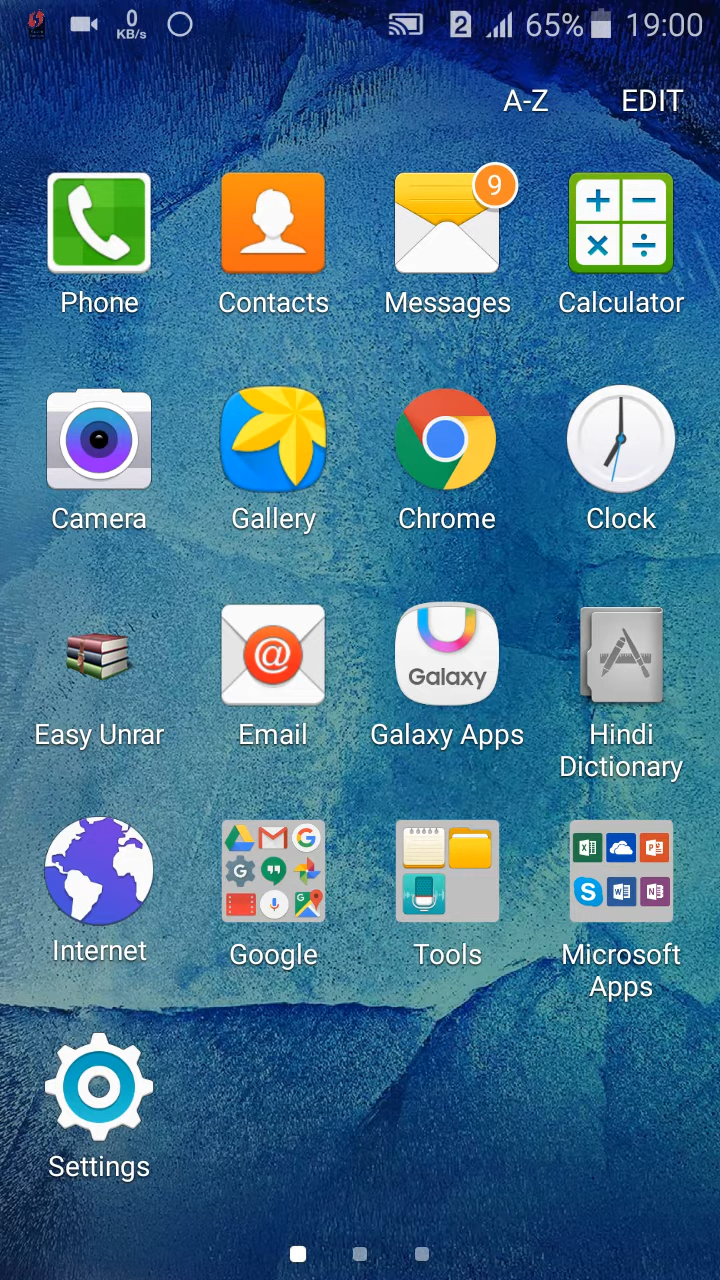 0
KB/s
2
65%
19:00
A-Z
EDIT
9
Phone
Contacts
Messages
Calculator
Camera
Gallery
Chrome
Clock
@
Galaxy
Easy Unrar
Email
Galaxy Apps
Hindi
Dictionary
Internet
Google
Tools
Microsoft
Apps
Settings